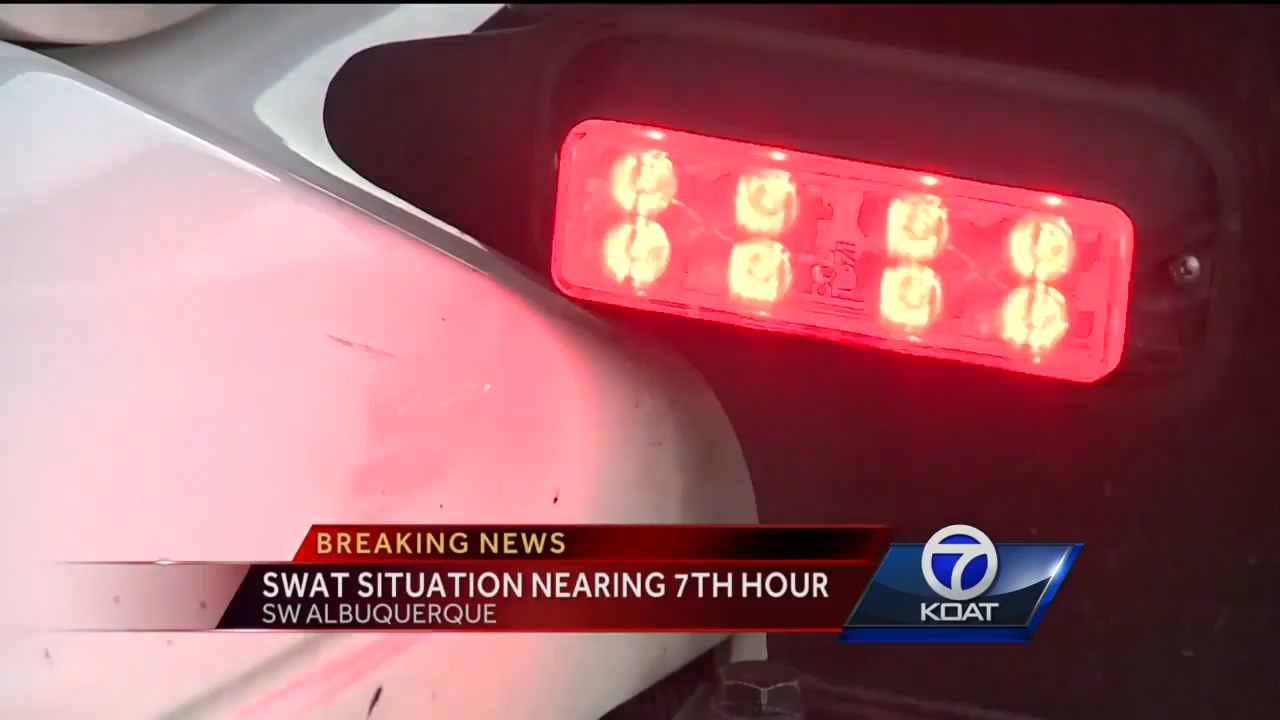 BREAKING NEWS
SWAT SITUATION NEARING 7TH HOUR
SW ALBUQUERQUE
7
KOAT